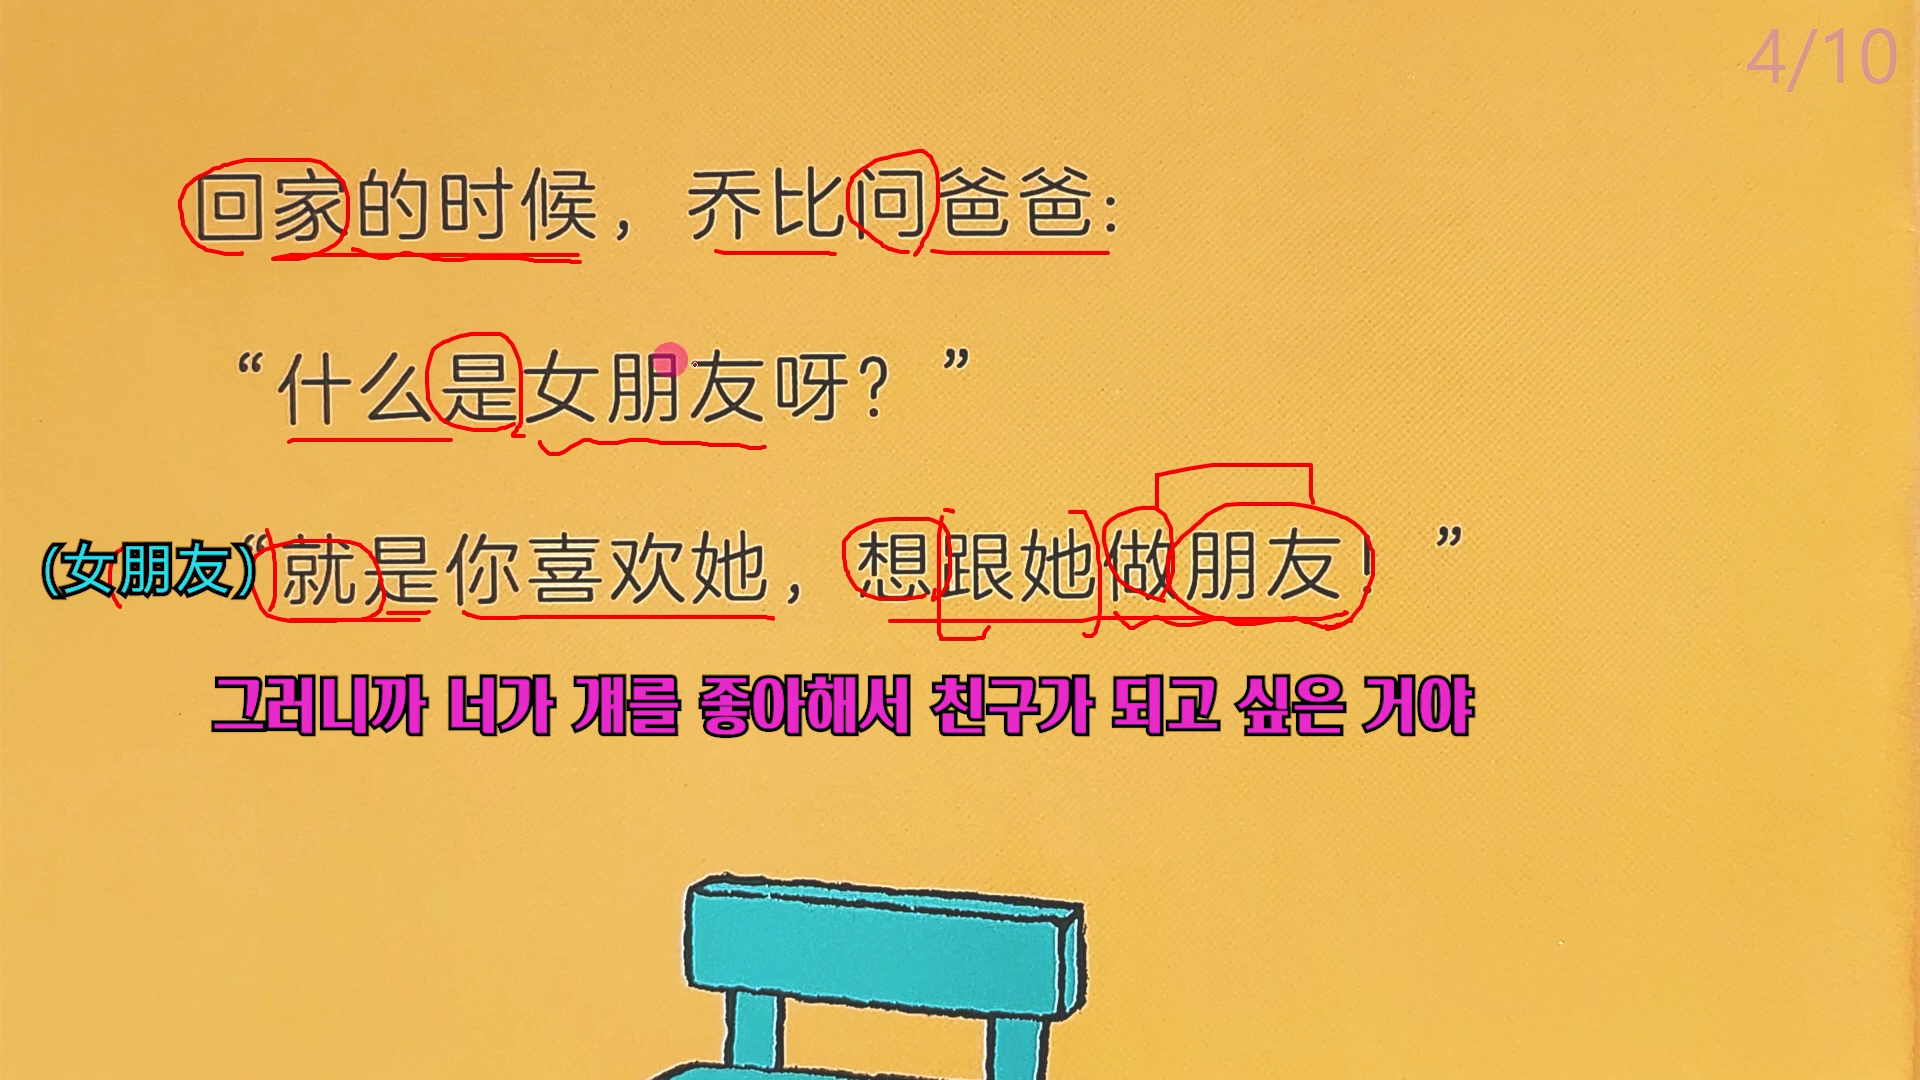 4/10
回家的时候，乔比问爸爸：
“什么是女朋友呀？”
(女朋友) “就是你喜欢她，想跟她做朋友！”
그러니까 너가 걔를 좋아해서 친구가 되고 싶은 거야